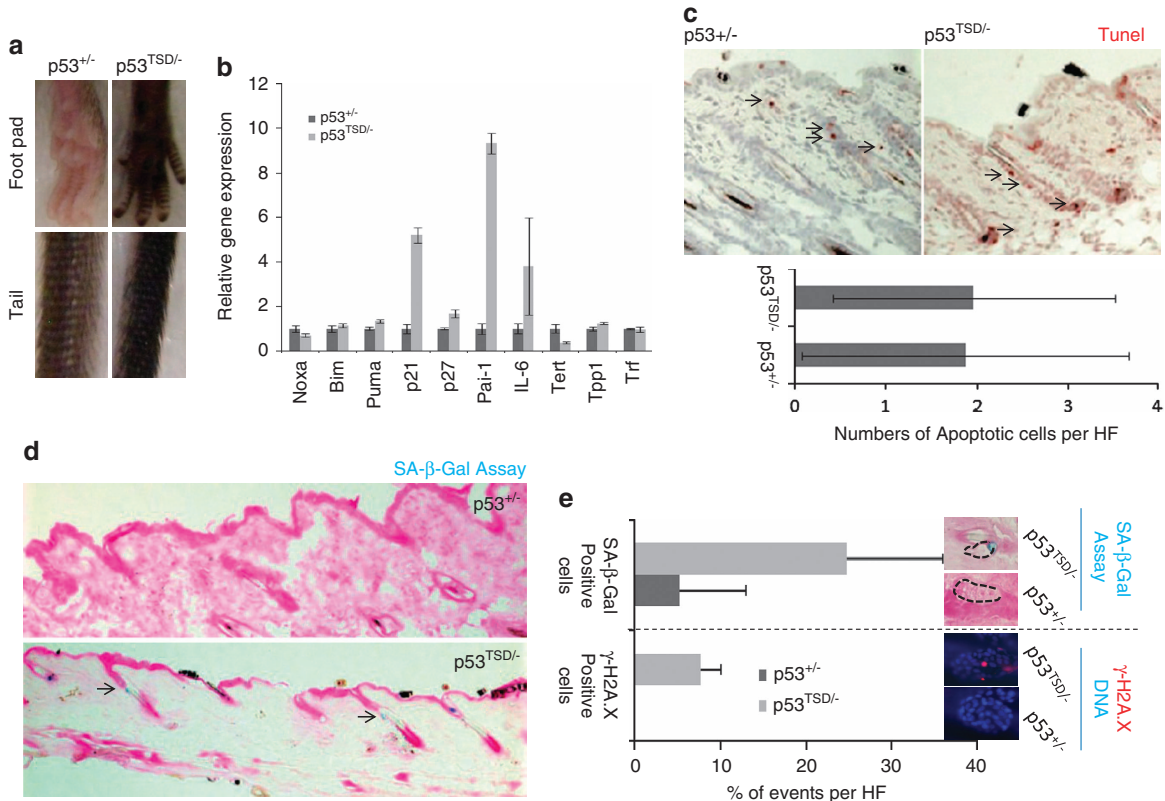 a
p53+/-
p53TSD/-
Foot pad
Tail
b
Relative gene expression
12
10
8
6
4
2
0
p53+/-
p53TSD/-
Noxa
Bim
Puma
p21
p27
Pai-1
IL-6
Tert
Tpp1
Trf
c
p53+/-
p53TSD/-
Tunel
p53TSD/-
p53+/-
0
1
2
3
4
Numbers of Apoptotic cells per HF
d
SA-β-Gal Assay
p53+/-
p53TSD/-
e
SA-β-Gal
Positive
cells
γ-H2A.X
Positive
cells
p53+/-
p53TSD/-
p53TSD/-
p53+/-
SA-β-Gal
Assay
p53TSD/-
p53+/-
γ-H2A.X
DNA
0
10
20
30
40
% of events per HF